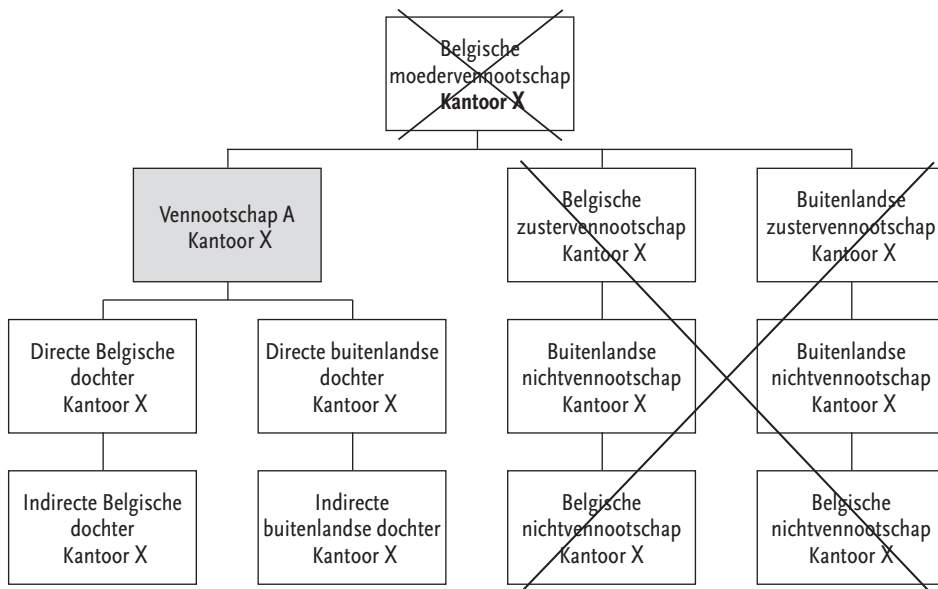 Belgische
moedervennootschap
Kantoor X
Vennootschap A
Kantoor X
Belgische
zustervennootschap
Kantoor X
Buitenlandse
zustervennootschap
Kantoor X
Directe Belgische
dochter
Kantoor X
Directe buitenlandse
dochter
Kantoor X
Buitenlandse
nichtvennootschap
Kantoor X
Buitenlandse
nichtvennootschap
Kantoor X
Indirecte Belgische
dochter
Kantoor X
Indirecte
buitenlandse dochter
Kantoor X
Belgische
nichtvennootschap
Kantoor X
Belgische
nichtvennootschap
Kantoor X